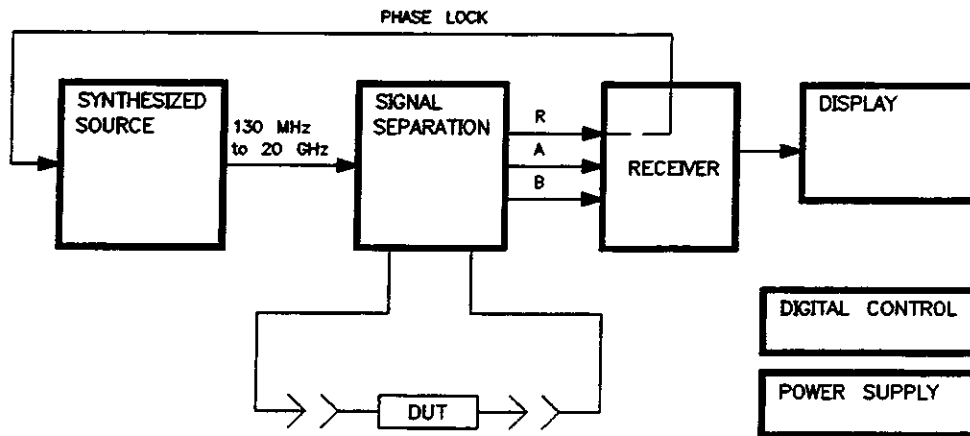 PHASE LOCK
SYNTHESIZED
SOURCE
130 MHz
to 20 GHz
SIGNAL
SEPARATION
R
A
B
RECEIVER
DISPLAY
DIGITAL CONTROL
POWER SUPPLY
DUT